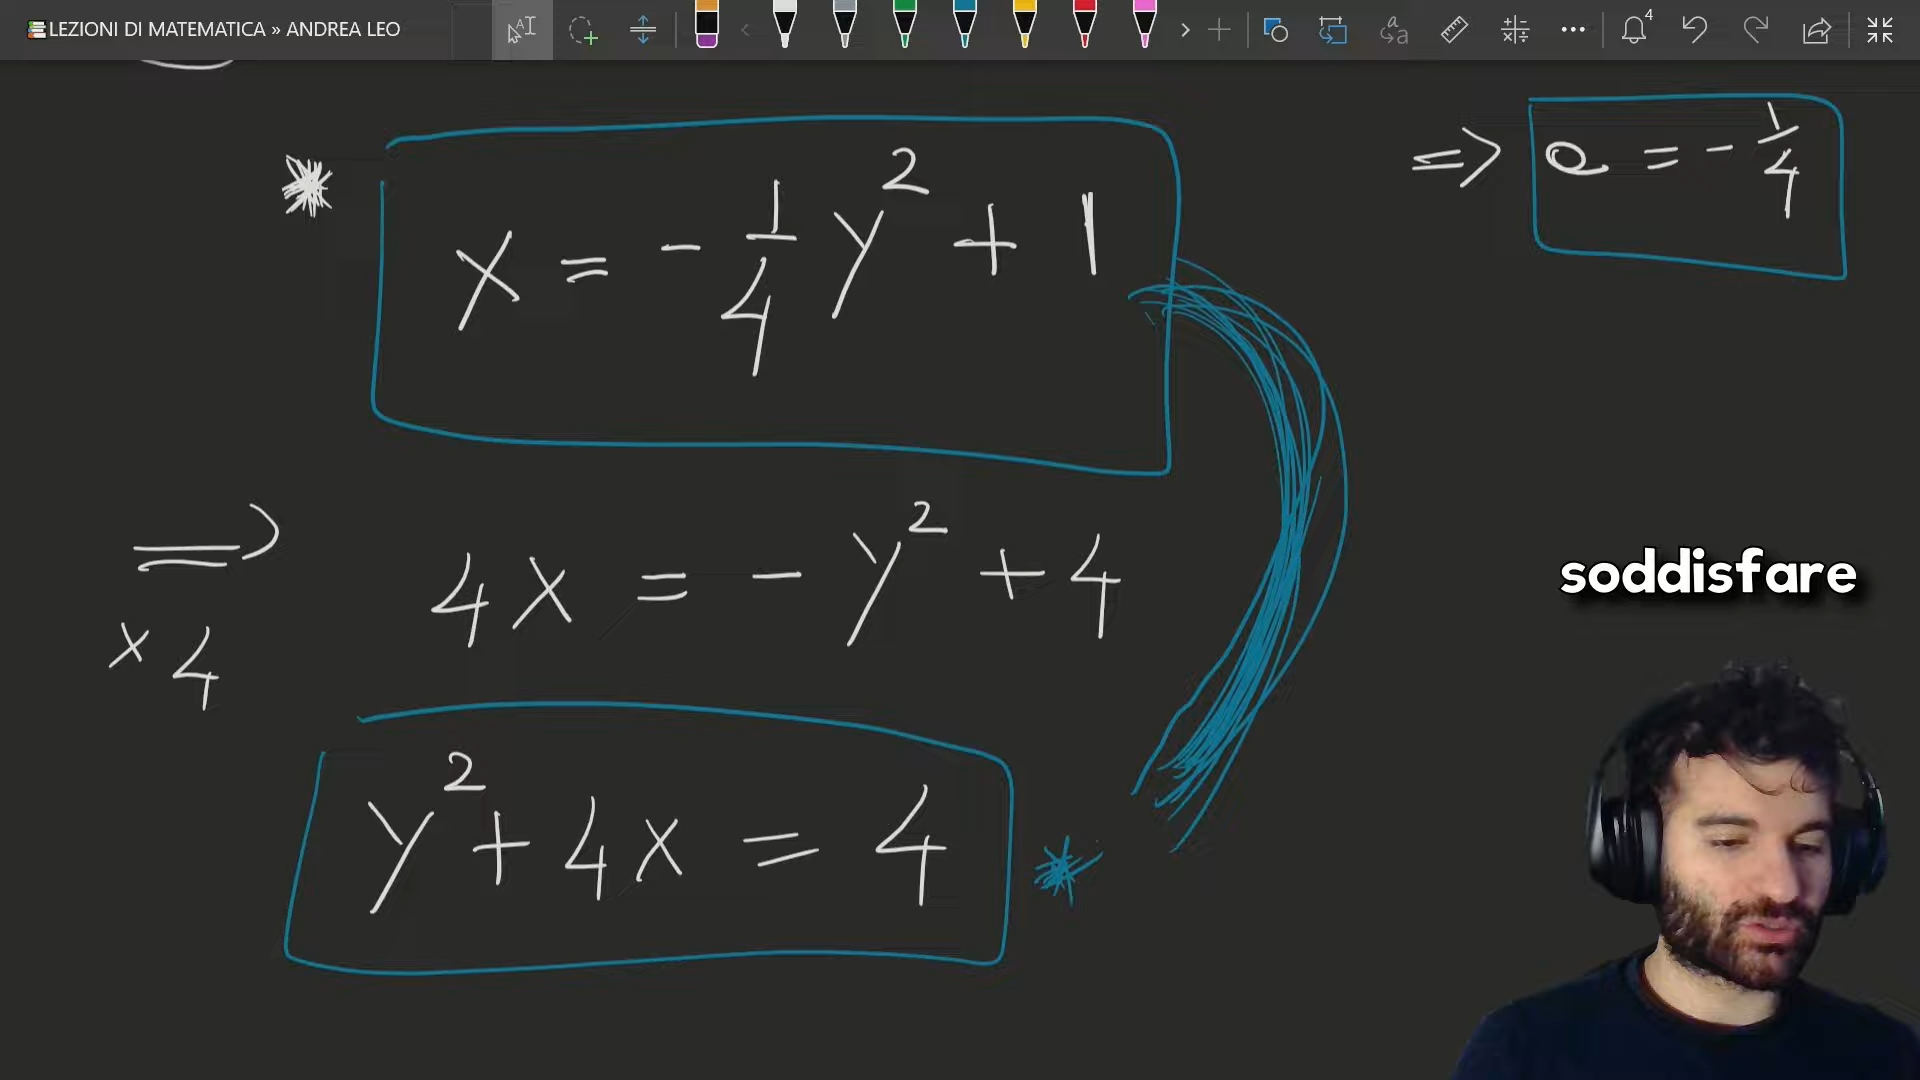 LEZIONI DI MATEMATICA » ANDREA LEO
4
* x = - 1/4 y² + 1
=> a = - 1/4
=> × 4
4x = - y² + 4
y² + 4x = 4 *
soddisfare